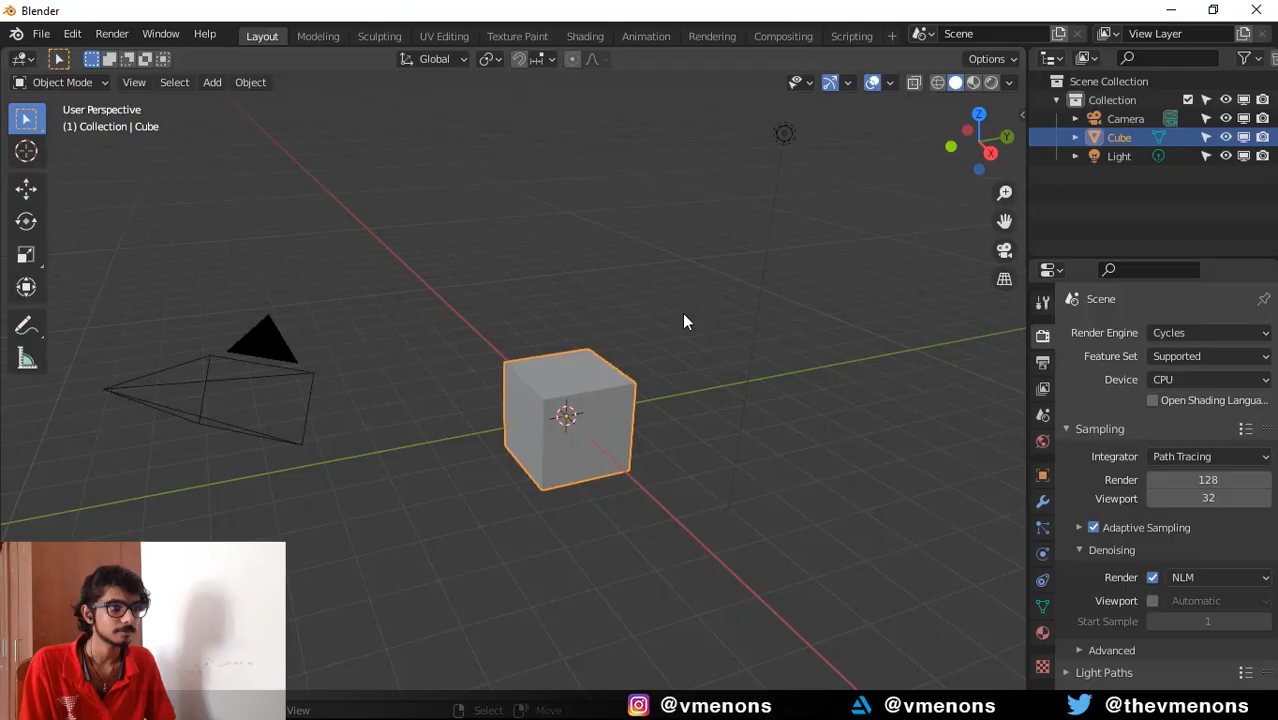 Blender
File Edit Render Window Help Layout Modeling Sculpting UV Editing Texture Paint Shading Animation Rendering Compositing Scripting + Scene View Layer
Global Options
Object Mode View Select Add Object
User Perspective
(1) Collection | Cube
Z
Y
X
Scene Collection
Collection
Camera
Cube
Light
Scene
Render Engine Cycles
Feature Set Supported
Device CPU
Open Shading Langua...
Sampling
Integrator Path Tracing
Render 128
Viewport 32
Adaptive Sampling
Denoising
Render NLM
Viewport Automatic
Start Sample 1
Advanced
Light Paths
View Select Move
@vmenons @vmenons @thevmenons